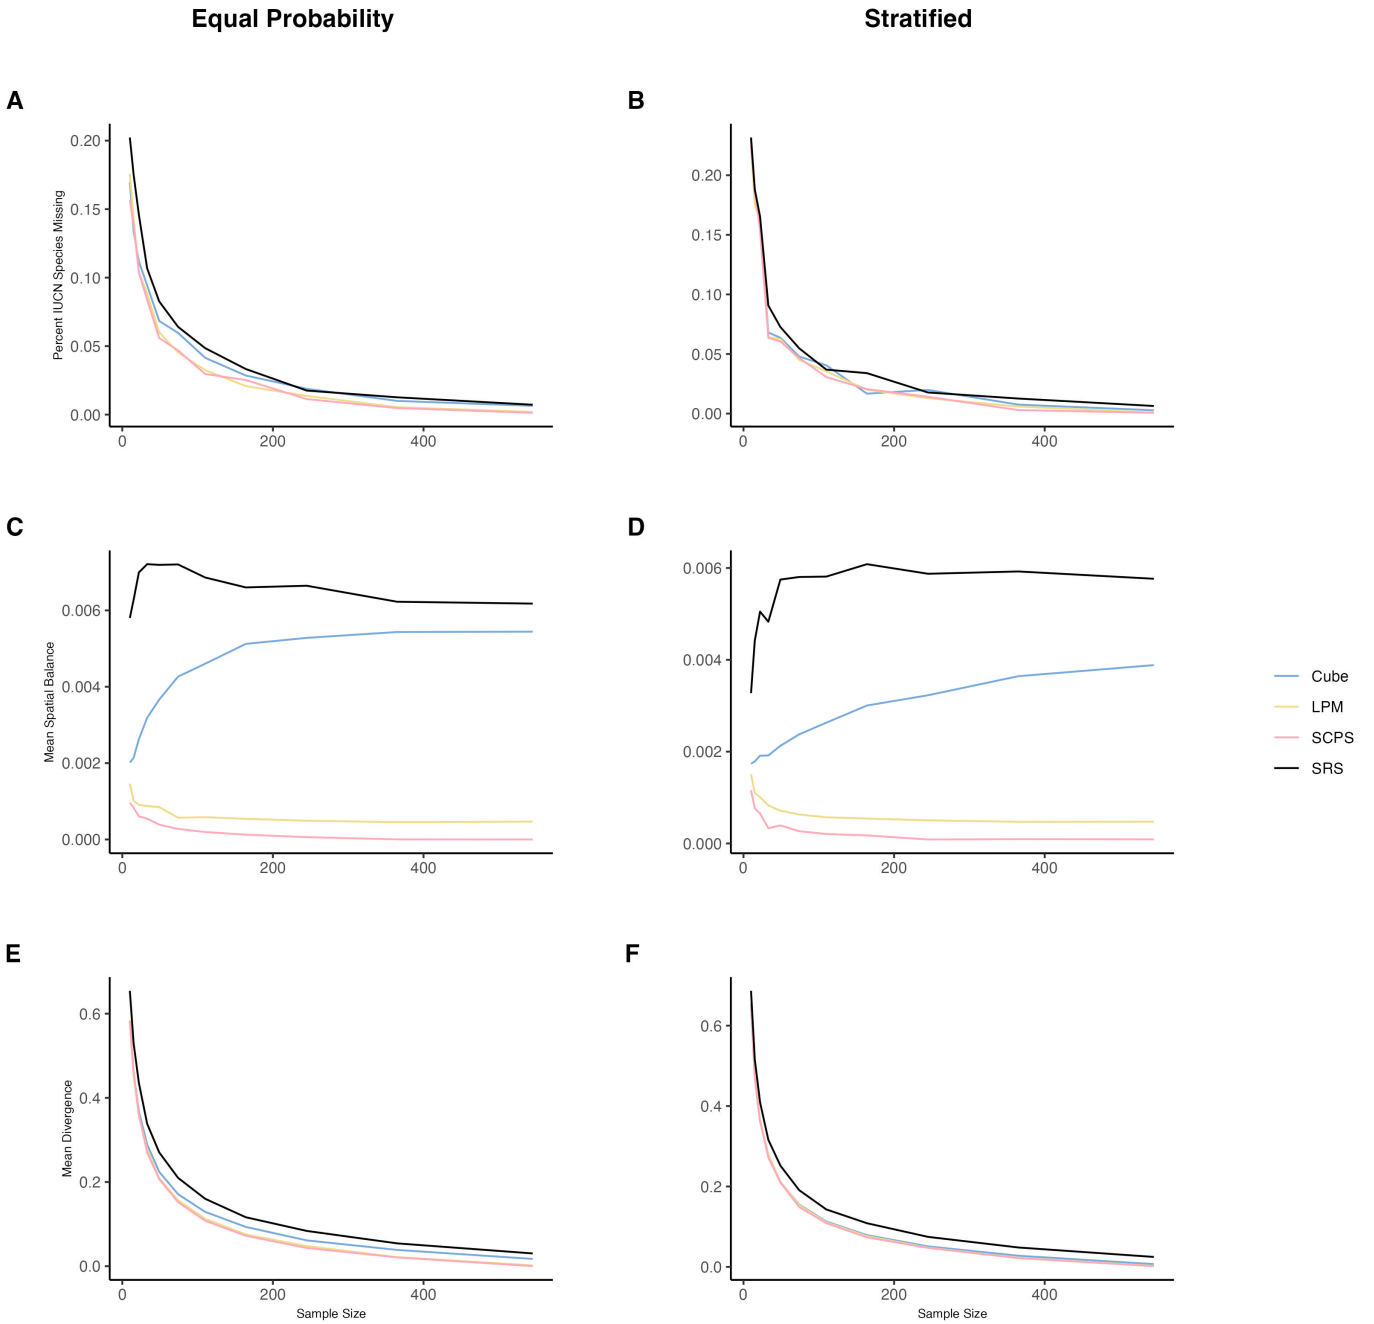 Equal Probability
Stratified
A
B
Percent IUCN Species Missing
0.20
0.15
0.10
0.05
0.00
0 200 400
0.20
0.15
0.10
0.05
0.00
0 200 400
C
D
Mean Spatial Balance
0.006
0.004
0.002
0.000
0 200 400
0.006
0.004
0.002
0.000
0 200 400
Cube
LPM
SCPS
SRS
E
F
Mean Divergence
0.6
0.4
0.2
0.0
0 200 400
Sample Size
0.6
0.4
0.2
0.0
0 200 400
Sample Size